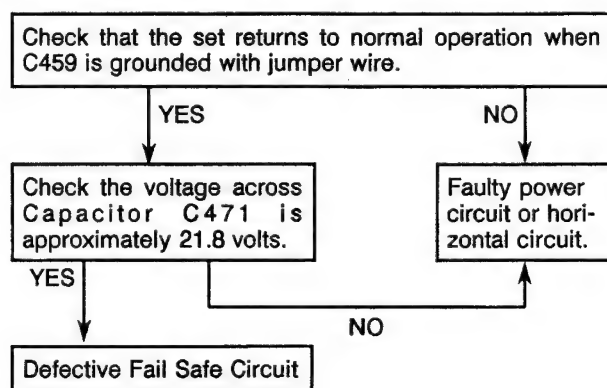 Check that the set returns to normal operation when
C459 is grounded with jumper wire.
YES
NO
Check the voltage across
Capacitor C471 is
approximately 21.8 volts.
Faulty power
circuit or hori-
zontal circuit.
YES
NO
Defective Fail Safe Circuit